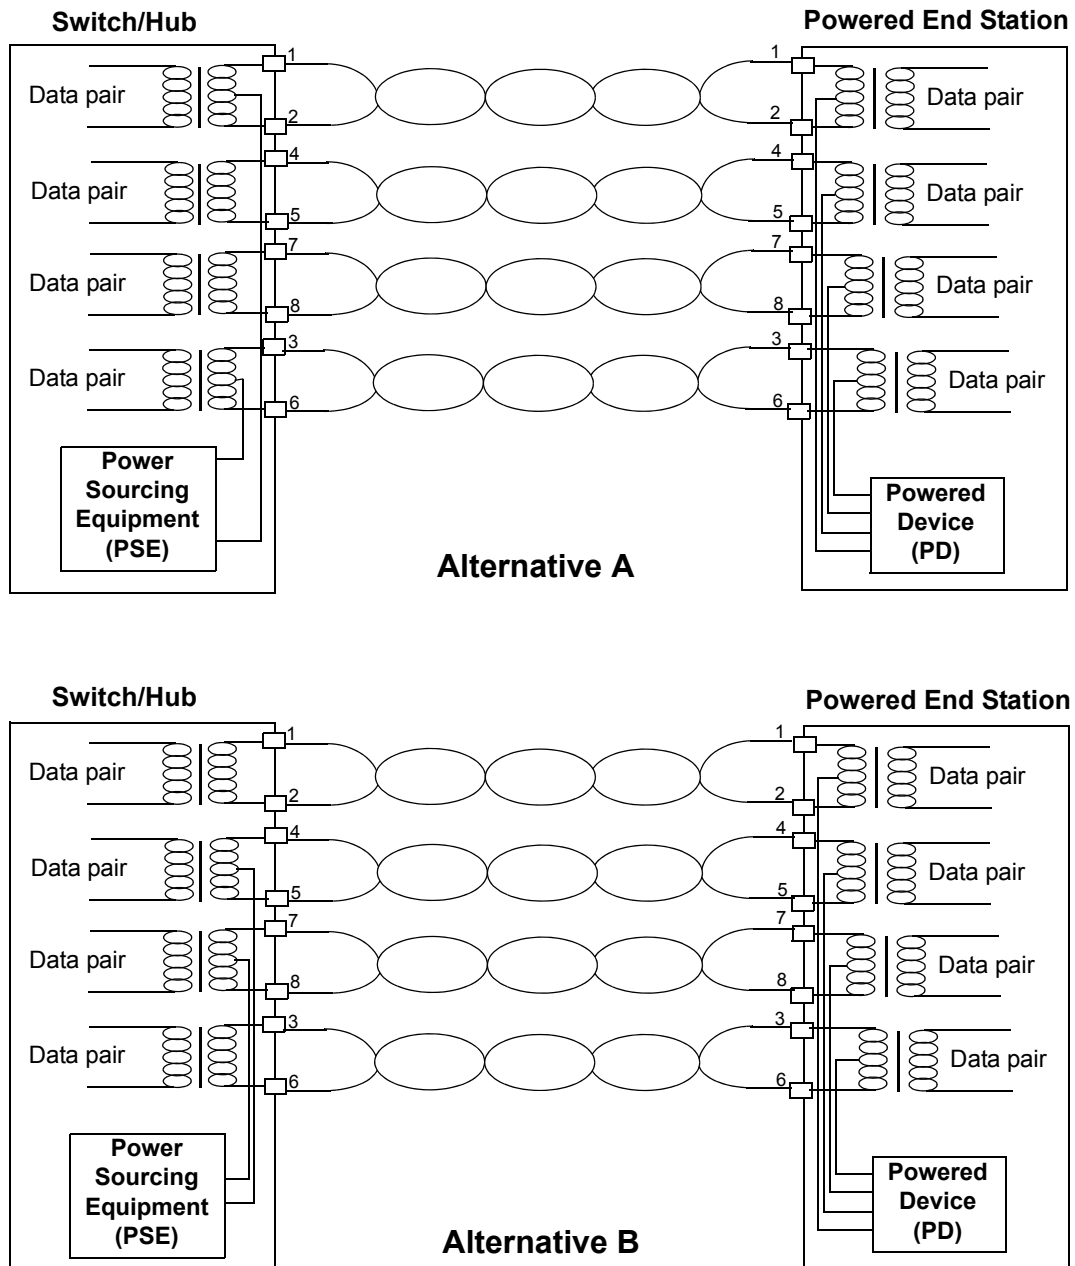 Switch/Hub
Powered End Station
1
1
Data pair
Data pair
2
2
4
4
Data pair
Data pair
5
5
7
7
Data pair
Data pair
8
8
3
3
Data pair
Data pair
6
6
Power
Sourcing
Equipment
(PSE)
Powered
Device
(PD)
Alternative A
Switch/Hub
Powered End Station
1
1
Data pair
Data pair
2
2
4
4
Data pair
Data pair
5
5
7
7
Data pair
Data pair
8
8
3
3
Data pair
Data pair
6
6
Power
Sourcing
Equipment
(PSE)
Powered
Device
(PD)
Alternative B